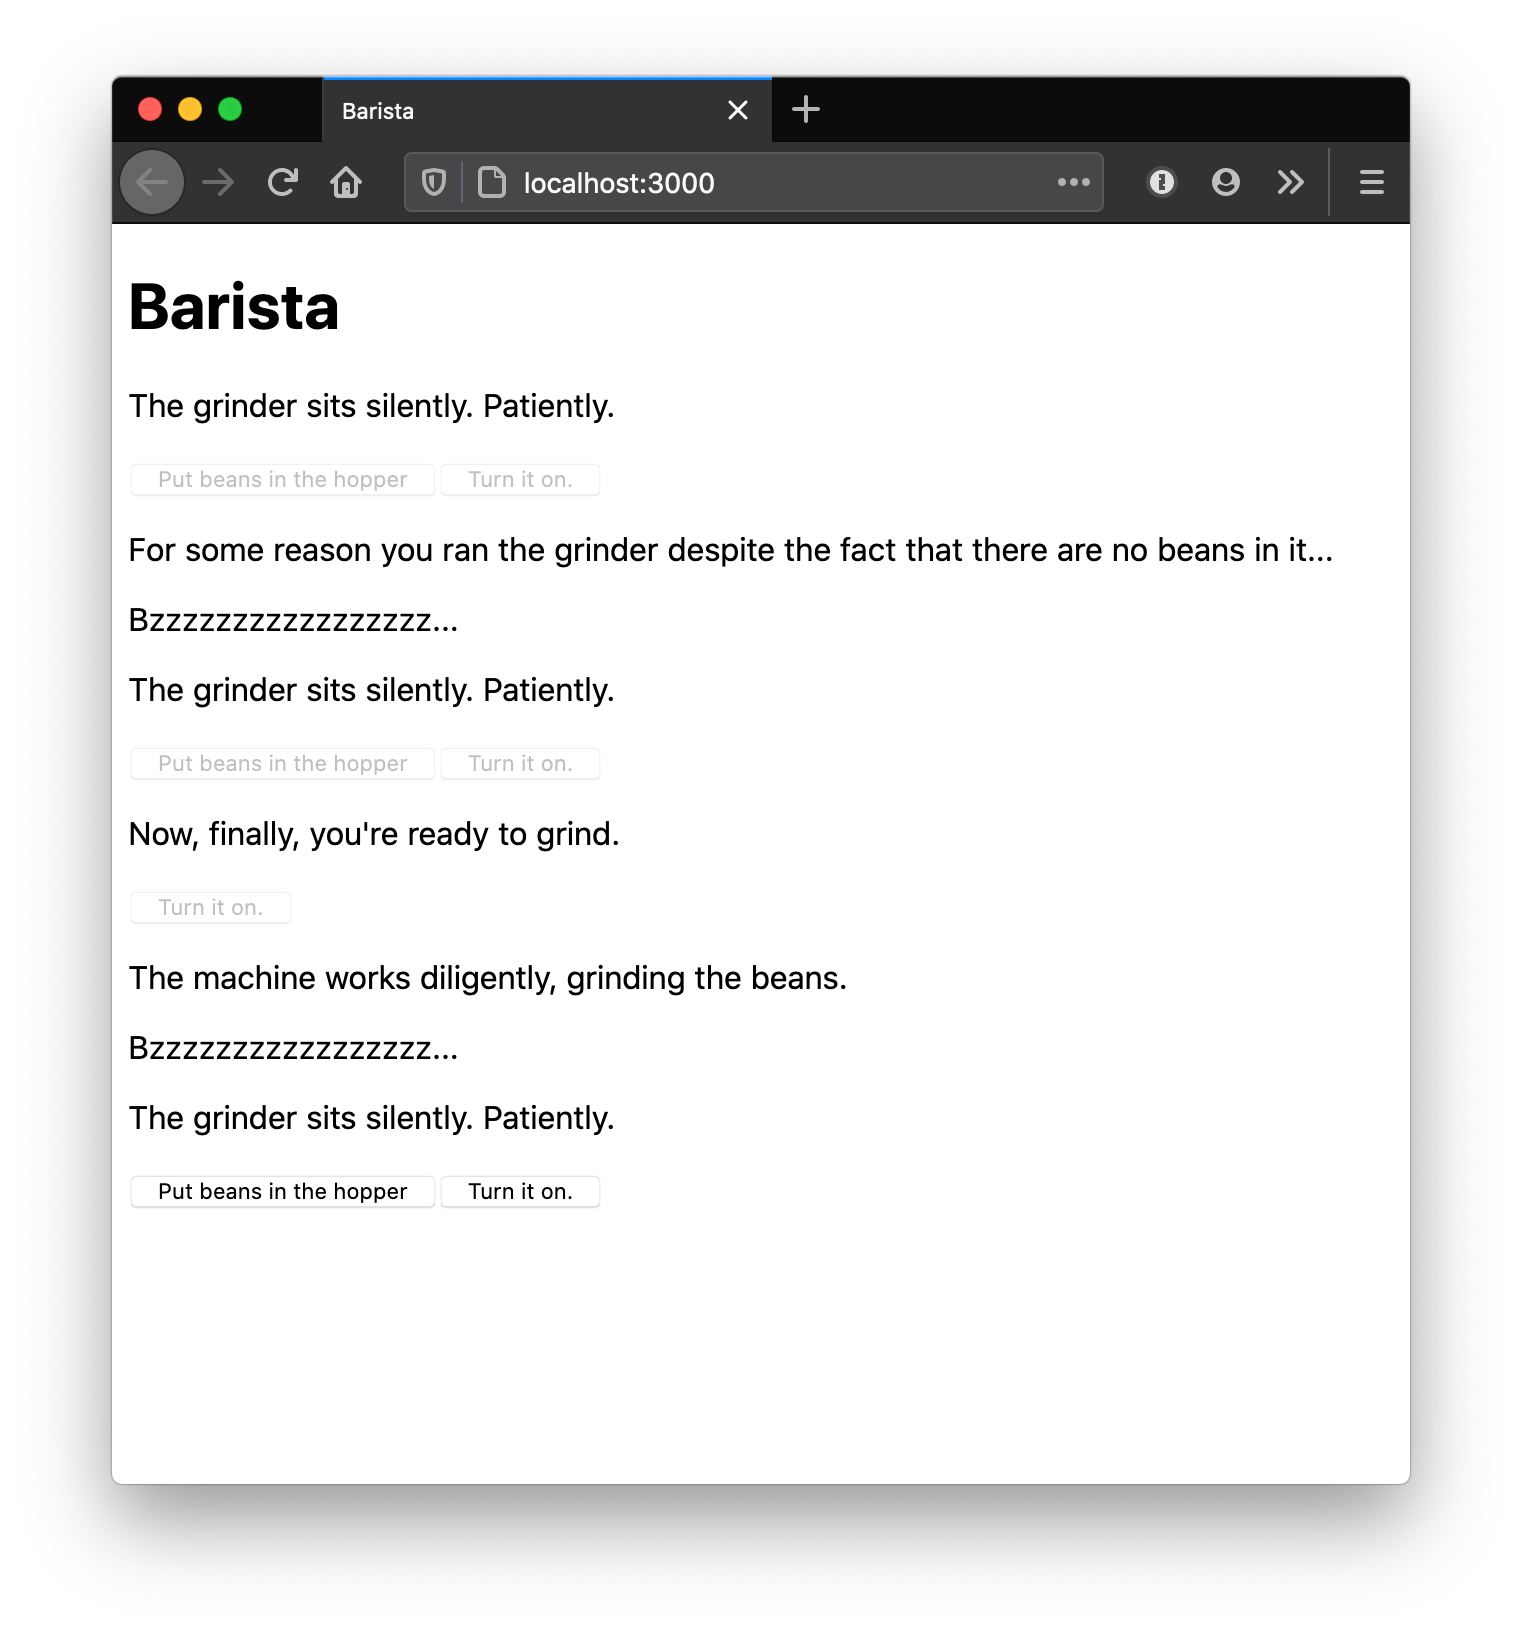 Barista
localhost:3000
Barista
The grinder sits silently. Patiently.
Put beans in the hopper Turn it on.
For some reason you ran the grinder despite the fact that there are no beans in it...
Bzzzzzzzzzzzzzzzzz...
The grinder sits silently. Patiently.
Put beans in the hopper Turn it on.
Now, finally, you're ready to grind.
Turn it on.
The machine works diligently, grinding the beans.
Bzzzzzzzzzzzzzzzzz...
The grinder sits silently. Patiently.
Put beans in the hopper Turn it on.